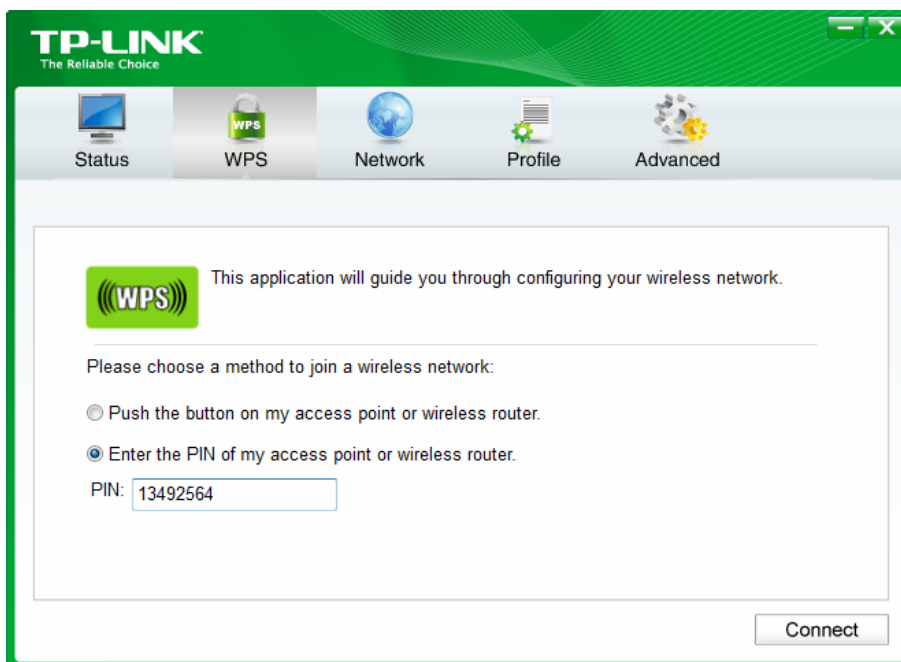 TP-LINK
The Reliable Choice
WPS
Status WPS Network Profile Advanced
WPS
This application will guide you through configuring your wireless network.
Please choose a method to join a wireless network:
Push the button on my access point or wireless router.
Enter the PIN of my access point or wireless router.
PIN: 13492564
Connect